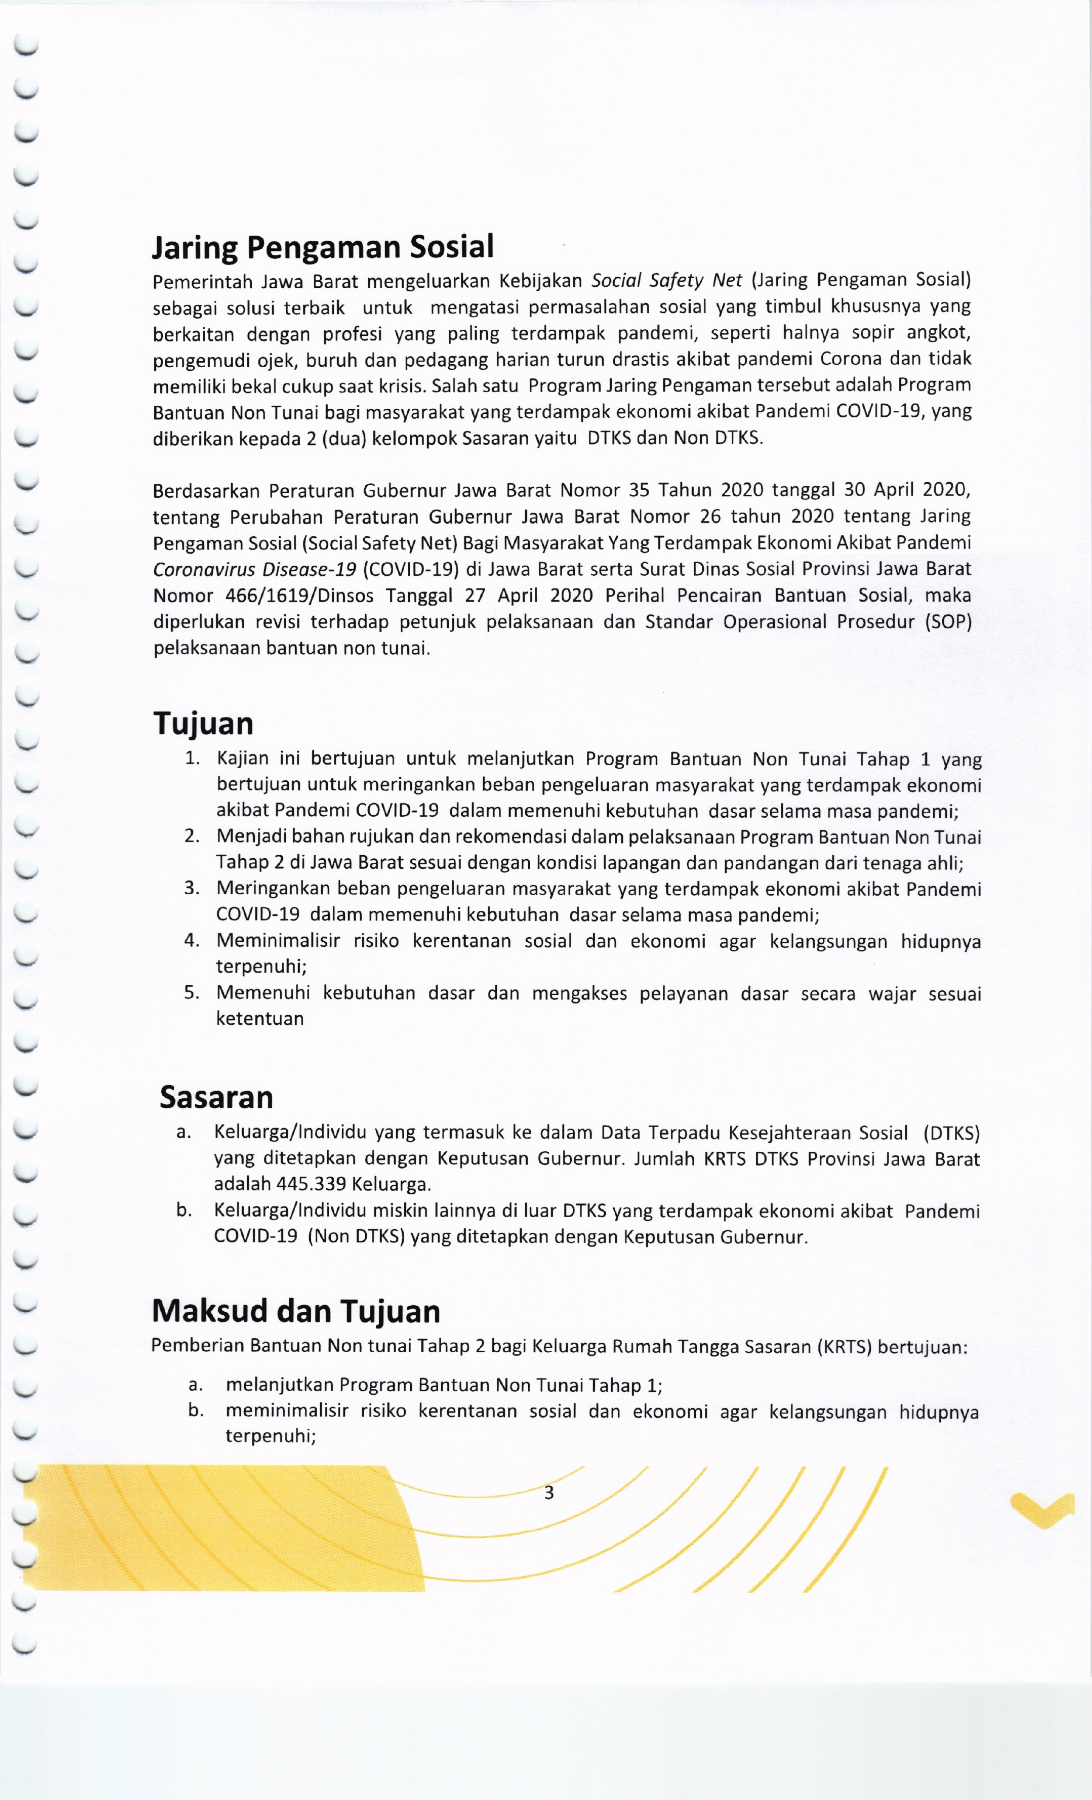 Jaring Pengaman Sosial
Pemerintah Jawa Barat mengeluarkan Kebijakan Social Safety Net (Jaring Pengaman Sosial)
sebagai solusi terbaik untuk mengatasi permasalahan sosial yang timbul khususnya yang
berkaitan dengan profesi yang paling terdampak pandemi, seperti halnya sopir angkot,
pengemudi ojek, buruh dan pedagang harian turun drastis akibat pandemi Corona dan tidak
memiliki bekal cukup saat krisis. Salah satu Program Jaring Pengaman tersebut adalah Program
Bantuan Non Tunai bagi masyarakat yang terdampak ekonomi akibat Pandemi COVID-19, yang
diberikan kepada 2 (dua) kelompok Sasaran yaitu DTKS dan Non DTKS.
Berdasarkan Peraturan Gubernur Jawa Barat Nomor 35 Tahun 2020 tanggal 30 April 2020,
tentang Perubahan Peraturan Gubernur Jawa Barat Nomor 26 tahun 2020 tentang Jaring
Pengaman Sosial (Social Safety Net) Bagi Masyarakat Yang Terdampak Ekonomi Akibat Pandemi
Coronavirus Disease-19 (COVID-19) di Jawa Barat serta Surat Dinas Sosial Provinsi Jawa Barat
Nomor 466/1619/Dinsos Tanggal 27 April 2020 Perihal Pencairan Bantuan Sosial, maka
diperlukan revisi terhadap petunjuk pelaksanaan dan Standar Operasional Prosedur (SOP)
pelaksanaan bantuan non tunai.
Tujuan
1. Kajian ini bertujuan untuk melanjutkan Program Bantuan Non Tunai Tahap 1 yang
bertujuan untuk meringankan beban pengeluaran masyarakat yang terdampak ekonomi
akibat Pandemi COVID-19 dalam memenuhi kebutuhan dasar selama masa pandemi;
2. Menjadi bahan rujukan dan rekomendasi dalam pelaksanaan Program Bantuan Non Tunai
Tahap 2 di Jawa Barat sesuai dengan kondisi lapangan dan pandangan dari tenaga ahli;
3. Meringankan beban pengeluaran masyarakat yang terdampak ekonomi akibat Pandemi
COVID-19 dalam memenuhi kebutuhan dasar selama masa pandemi;
4. Meminimalisir risiko kerentanan sosial dan ekonomi agar kelangsungan hidupnya
terpenuhi;
5. Memenuhi kebutuhan dasar dan mengakses pelayanan dasar secara wajar sesuai
ketentuan
Sasaran
a. Keluarga/Individu yang termasuk ke dalam Data Terpadu Kesejahteraan Sosial (DTKS)
yang ditetapkan dengan Keputusan Gubernur. Jumlah KRTS DTKS Provinsi Jawa Barat
adalah 445.339 Keluarga.
b. Keluarga/Individu miskin lainnya di luar DTKS yang terdampak ekonomi akibat Pandemi
COVID-19 (Non DTKS) yang ditetapkan dengan Keputusan Gubernur.
Maksud dan Tujuan
Pemberian Bantuan Non tunai Tahap 2 bagi Keluarga Rumah Tangga Sasaran (KRTS) bertujuan:
a. melanjutkan Program Bantuan Non Tunai Tahap 1;
b. meminimalisir risiko kerentanan sosial dan ekonomi agar kelangsungan hidupnya
terpenuhi;
3